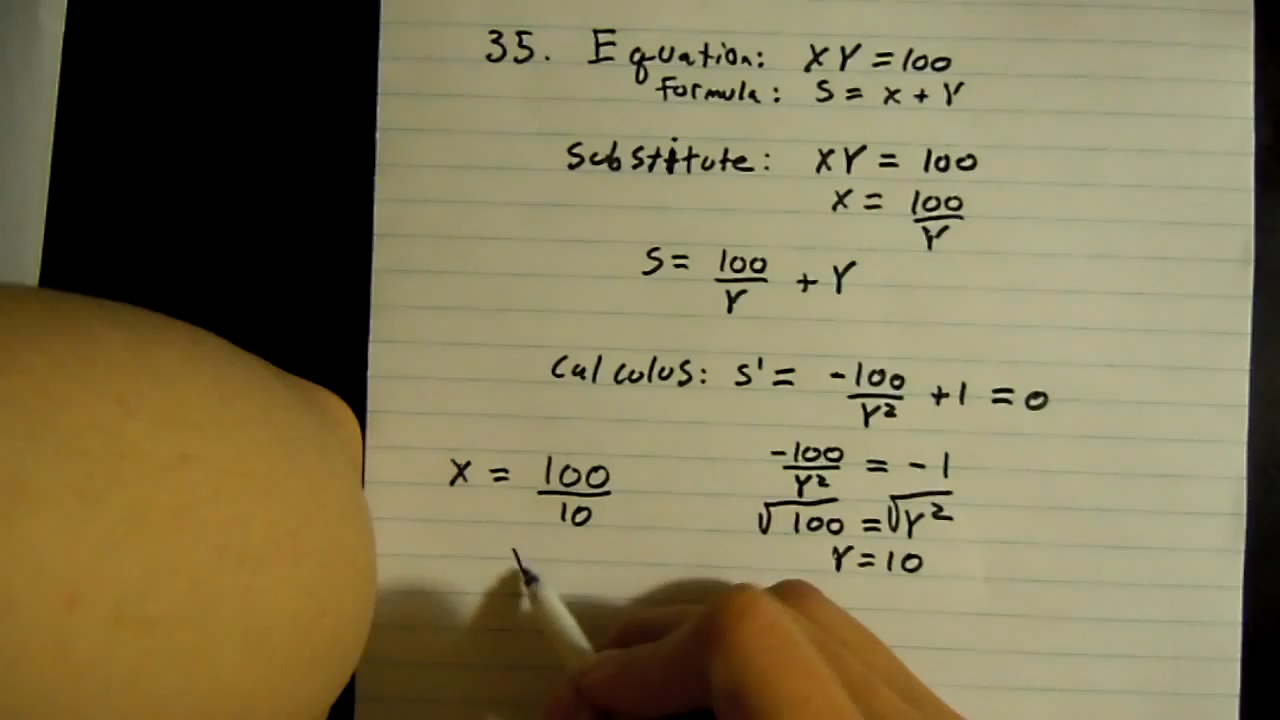 35. Equation: XY = 100
Formula: S = x + Y
Substitute: XY = 100
X = 100/Y
S = 100/Y + Y
Calculus: S' = -100/Y² + 1 = 0
-100/Y² = -1
X = 100/10
√100 = √Y²
Y = 10